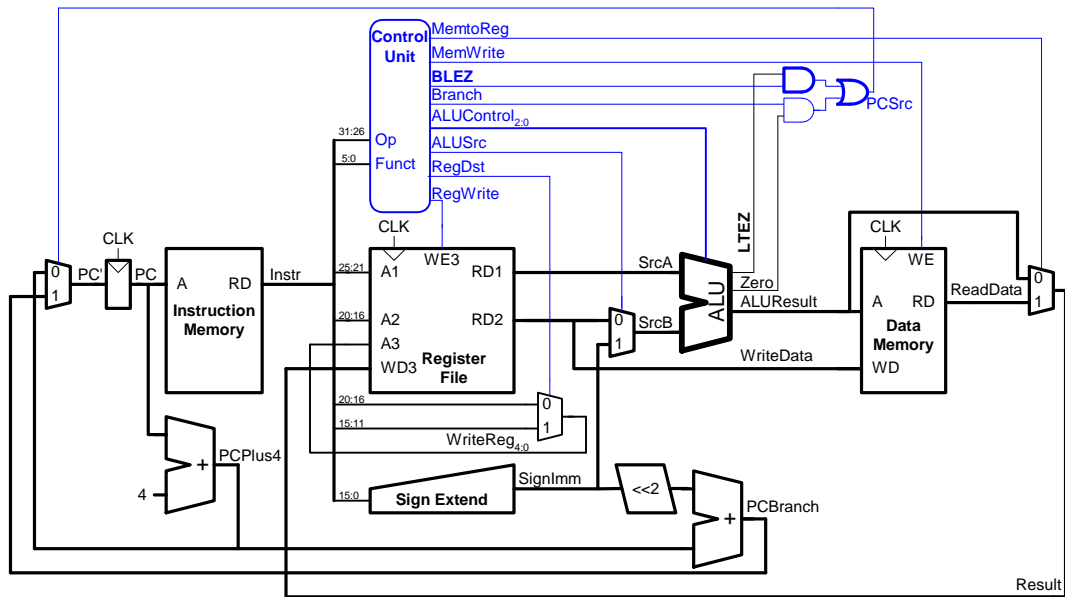 MemtoReg
Control
Unit
MemWrite
BLEZ
Branch
PCSrc
ALUControl2:0
31:26
Op
ALUSrc
5:0
Funct
RegDst
RegWrite
LTEZ
CLK
CLK
CLK
0
1
PC'
PC
A
RD
Instr
Instruction
Memory
25:21
A1
WE3
RD1
SrcA
Zero
ALU
ALUResult
WE
A
RD
ReadData
0
1
Data
Memory
20:16
A2
RD2
0
1
SrcB
A3
Register
File
WD3
WriteData
WD
20:16
0
15:11
1
WriteReg4:0
PCPlus4
+
4
15:0
Sign Extend
SignImm
<<2
+
PCBranch
Result